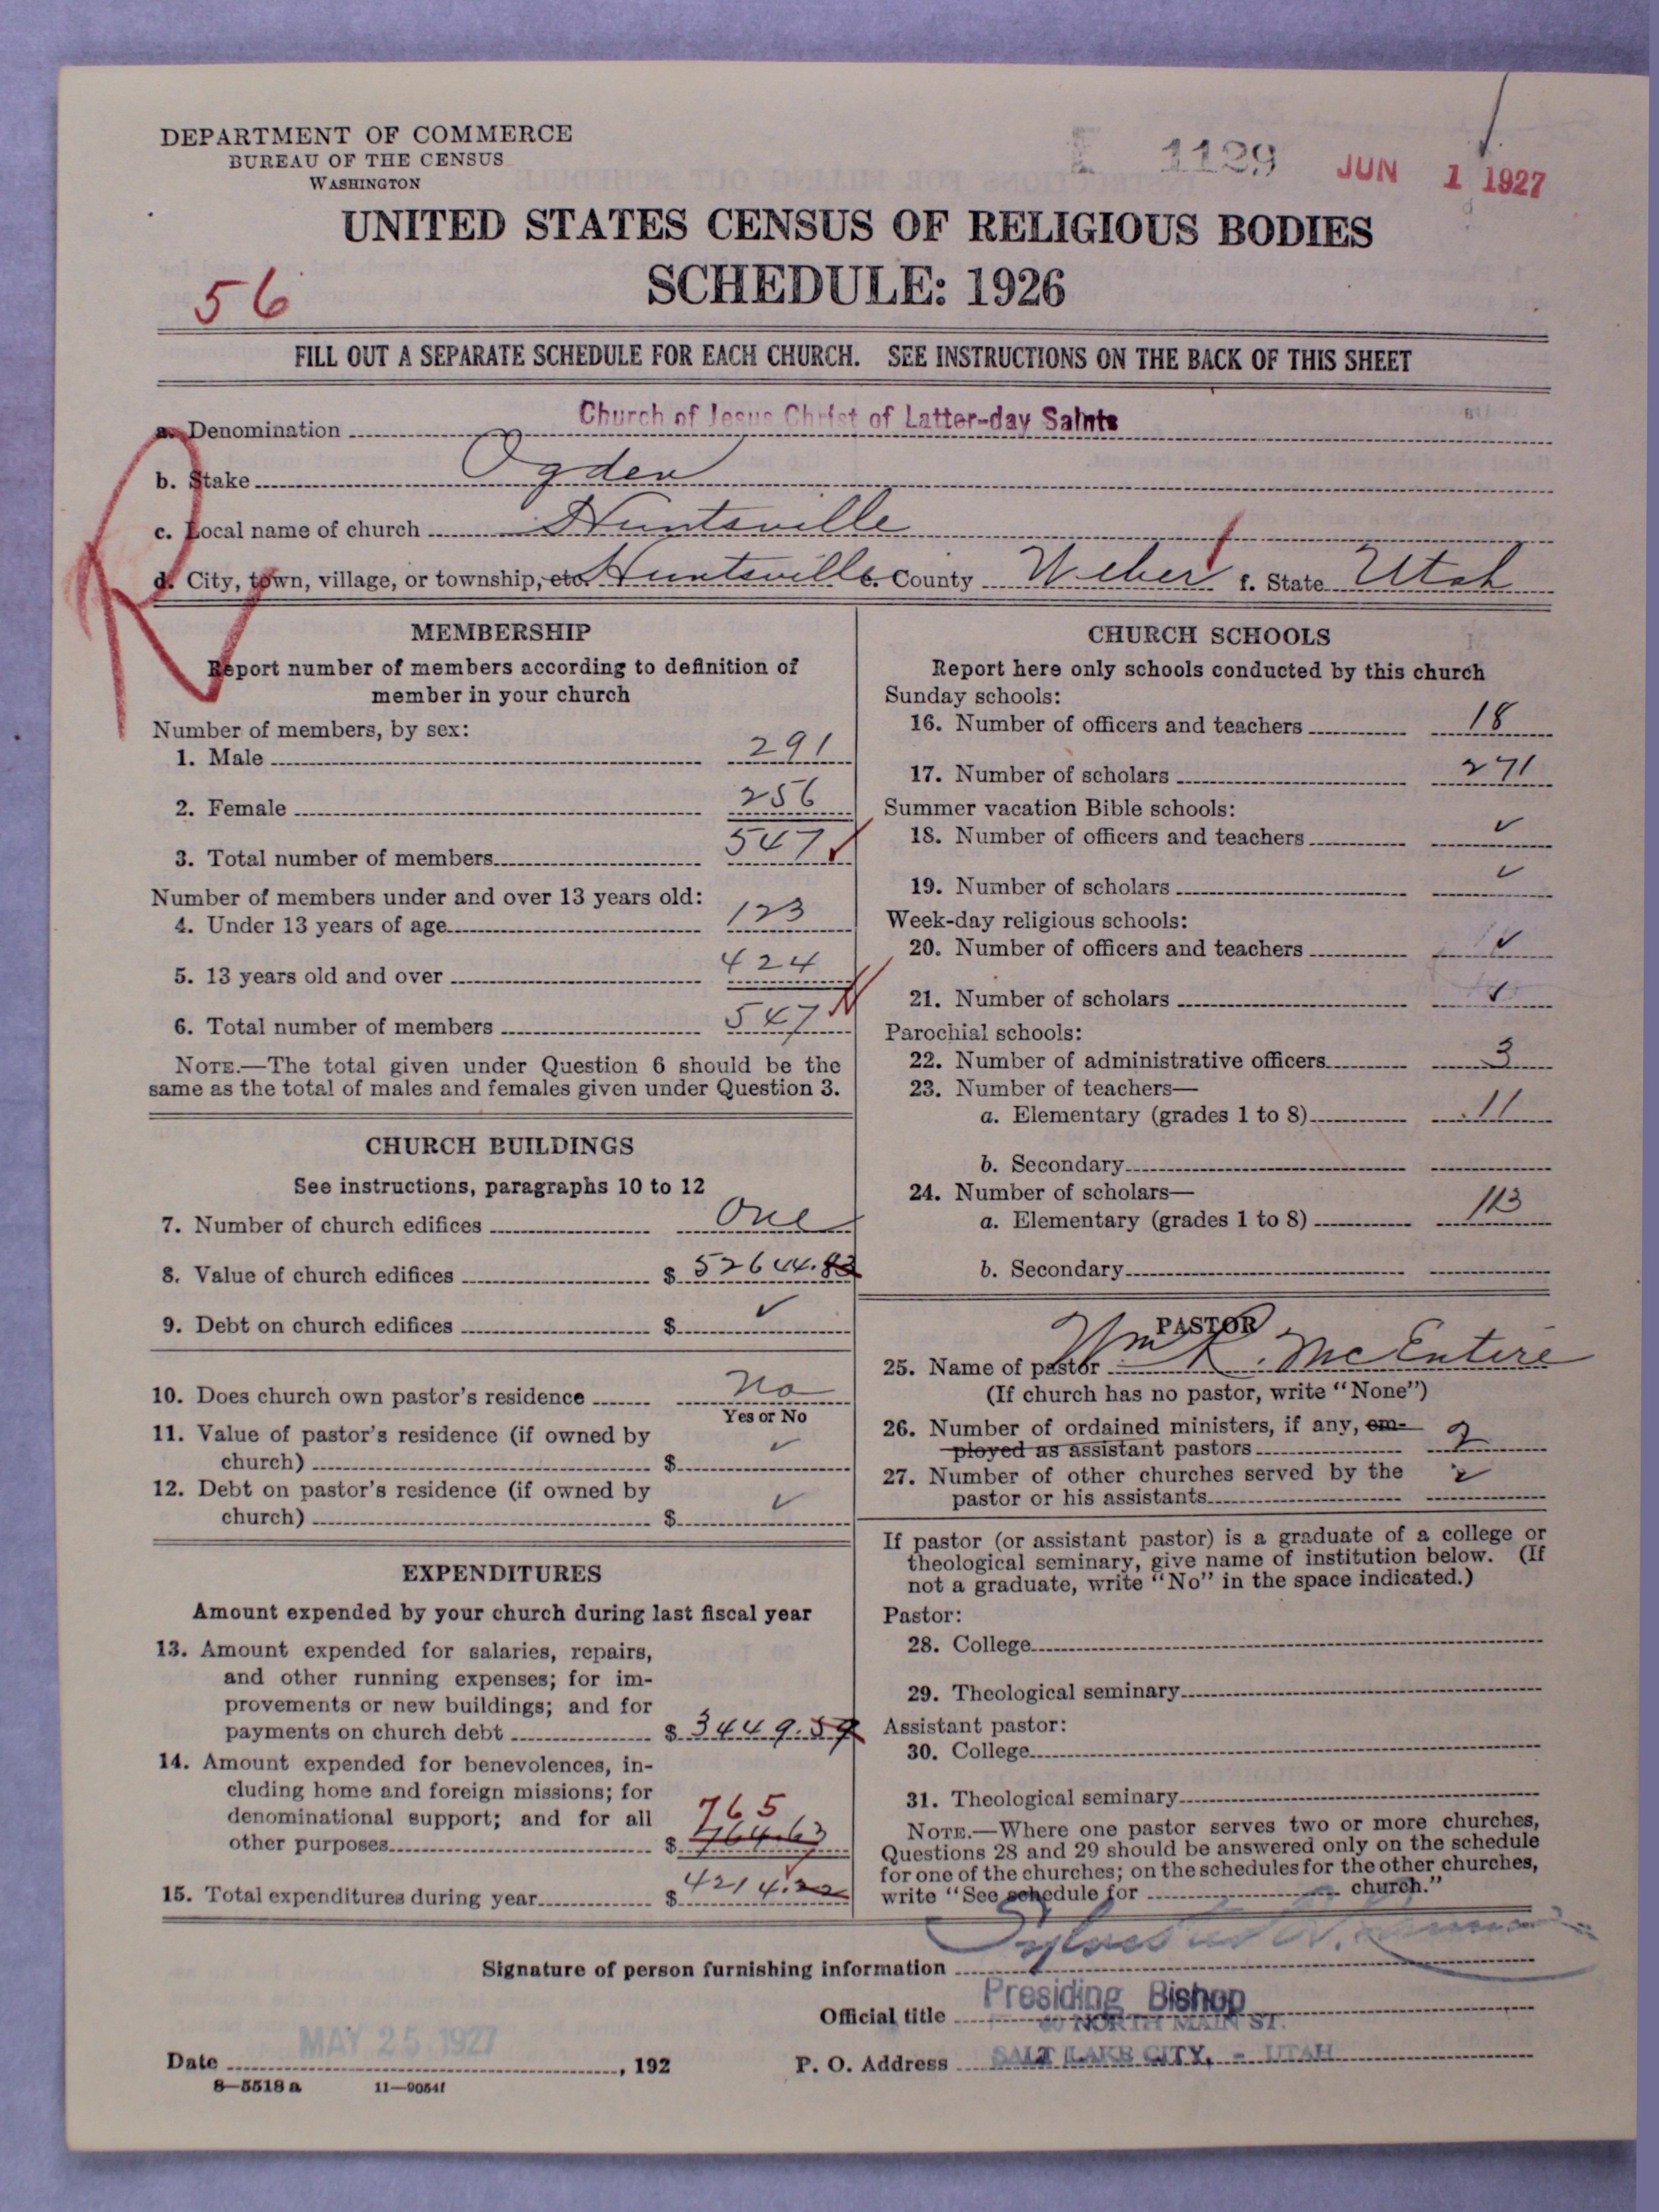 DEPARTMENT OF COMMERCE
BUREAU OF THE CENSUS
WASHINGTON
1129
JUN 1 1927
UNITED STATES CENSUS OF RELIGIOUS BODIES
SCHEDULE: 1926
56
FILL OUT A SEPARATE SCHEDULE FOR EACH CHURCH. SEE INSTRUCTIONS ON THE BACK OF THIS SHEET
a. Denomination Church of Jesus Christ of Latter-day Saints
b. Stake Ogden
c. Local name of church Huntsville
d. City, town, village, or township, etc. Huntsville e. County Weber f. State Utah
R
MEMBERSHIP
Report number of members according to definition of
member in your church
Number of members, by sex:
1. Male 291
2. Female 256
3. Total number of members 547
Number of members under and over 13 years old:
4. Under 13 years of age 123
5. 13 years old and over 424
6. Total number of members 547
NOTE.—The total given under Question 6 should be the
same as the total of males and females given under Question 3.
CHURCH BUILDINGS
See instructions, paragraphs 10 to 12
7. Number of church edifices One
8. Value of church edifices $ 52644.83
9. Debt on church edifices $ ✓
10. Does church own pastor's residence No
Yes or No
11. Value of pastor's residence (if owned by
church) $ ✓
12. Debt on pastor's residence (if owned by
church) $ ✓
EXPENDITURES
Amount expended by your church during last fiscal year
13. Amount expended for salaries, repairs,
and other running expenses; for im-
provements or new buildings; and for
payments on church debt $ 3449.59
14. Amount expended for benevolences, in-
cluding home and foreign missions; for
denominational support; and for all
765
other purposes $ 764.63
15. Total expenditures during year $ 4214.22
CHURCH SCHOOLS
Report here only schools conducted by this church
Sunday schools:
16. Number of officers and teachers 18
17. Number of scholars 271
Summer vacation Bible schools:
18. Number of officers and teachers ✓
19. Number of scholars ✓
Week-day religious schools:
20. Number of officers and teachers ✓
21. Number of scholars ✓
Parochial schools:
22. Number of administrative officers 3
23. Number of teachers—
a. Elementary (grades 1 to 8) 11
b. Secondary
24. Number of scholars—
a. Elementary (grades 1 to 8) 113
b. Secondary
PASTOR
25. Name of pastor Wm R. McEntire
(If church has no pastor, write "None")
26. Number of ordained ministers, if any, em-
ployed as assistant pastors 2
27. Number of other churches served by the
pastor or his assistants ✓
If pastor (or assistant pastor) is a graduate of a college or
theological seminary, give name of institution below. (If
not a graduate, write "No" in the space indicated.)
Pastor:
28. College
29. Theological seminary
Assistant pastor:
30. College
31. Theological seminary
NOTE.—Where one pastor serves two or more churches,
Questions 28 and 29 should be answered only on the schedule
for one of the churches; on the schedules for the other churches,
write "See schedule for church."
Signature of person furnishing information
Official title Presiding Bishop
40 NORTH MAIN ST.
Date MAY 25 1927, 192
P. O. Address SALT LAKE CITY, - UTAH
8—5518 a 11—9054f